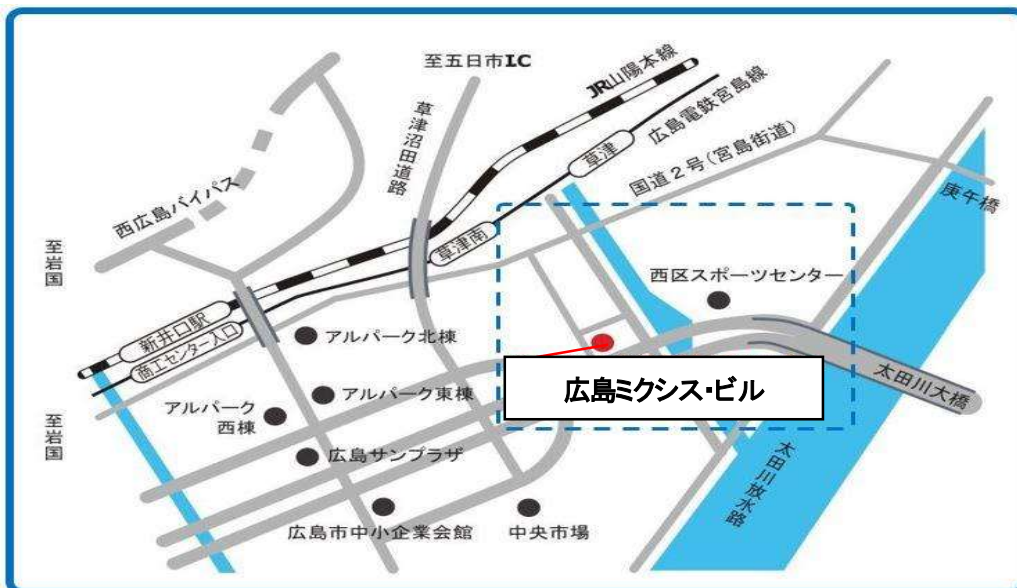 至五日市IC
JR山陽本線
広島電鉄宮島線
草津沼田道路
草津
国道2号(宮島街道)
西広島バイパス
庚午橋
草津南
至岩国
西区スポーツセンター
新井口駅
商工センター入口
アルパーク北棟
太田川大橋
広島ミクシス・ビル
アルパーク東棟
アルパーク
西棟
至岩国
広島サンプラザ
太田川放水路
広島市中小企業会館
中央市場